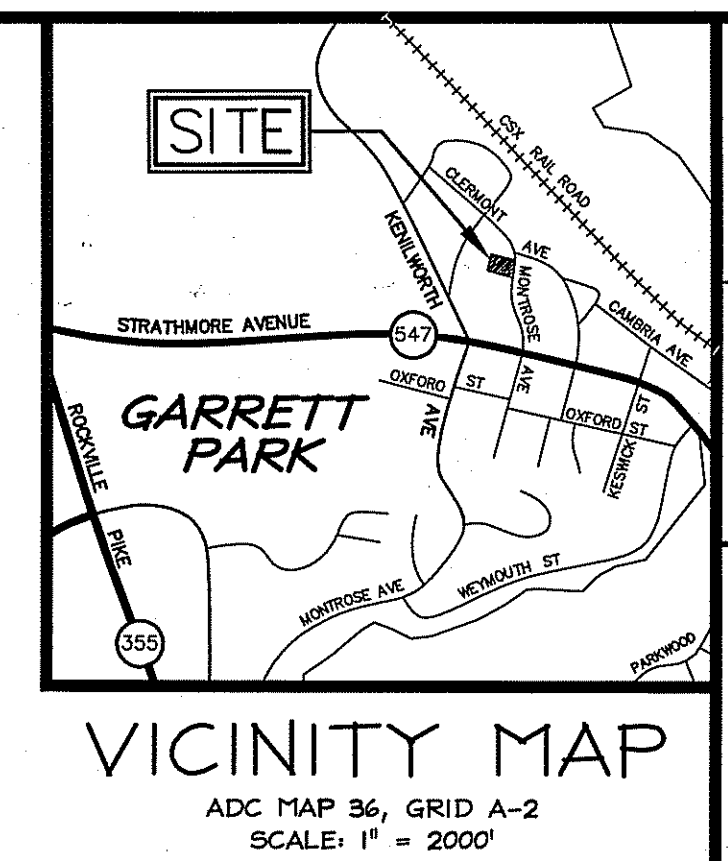 SITE
CSX RAIL ROAD
CLERMONT
AVE
KENILWORTH
AVE
MONTROSE
AVE
CAMBRIA AVE
STRATHMORE AVENUE
547
OXFORD ST
OXFORD ST
KESWICK ST
GARRETT
PARK
ROCKVILLE
PIKE
355
MONTROSE AVE
WEYMOUTH ST
PARKWOOD
VICINITY MAP
ADC MAP 36, GRID A-2
SCALE: 1" = 2000'